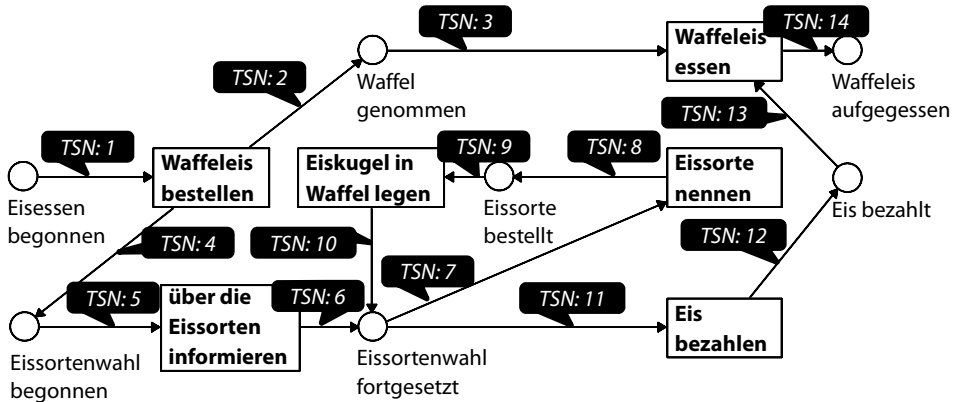 TSN: 3
TSN: 14
Waffeleis
essen
TSN: 2
Waffel
genommen
Waffeleis
aufgegessen
TSN: 13
TSN: 1
Waffeleis
bestellen
Eiskugel in
Waffel legen
TSN: 9
TSN: 8
Eissorte
nennen
Eisessen
begonnen
Eissorte
bestellt
Eis bezahlt
TSN: 4
TSN: 10
TSN: 7
TSN: 12
TSN: 5
über die
Eissorten
informieren
TSN: 6
TSN: 11
Eis
bezahlen
Eissortenwahl
begonnen
Eissortenwahl
fortgesetzt